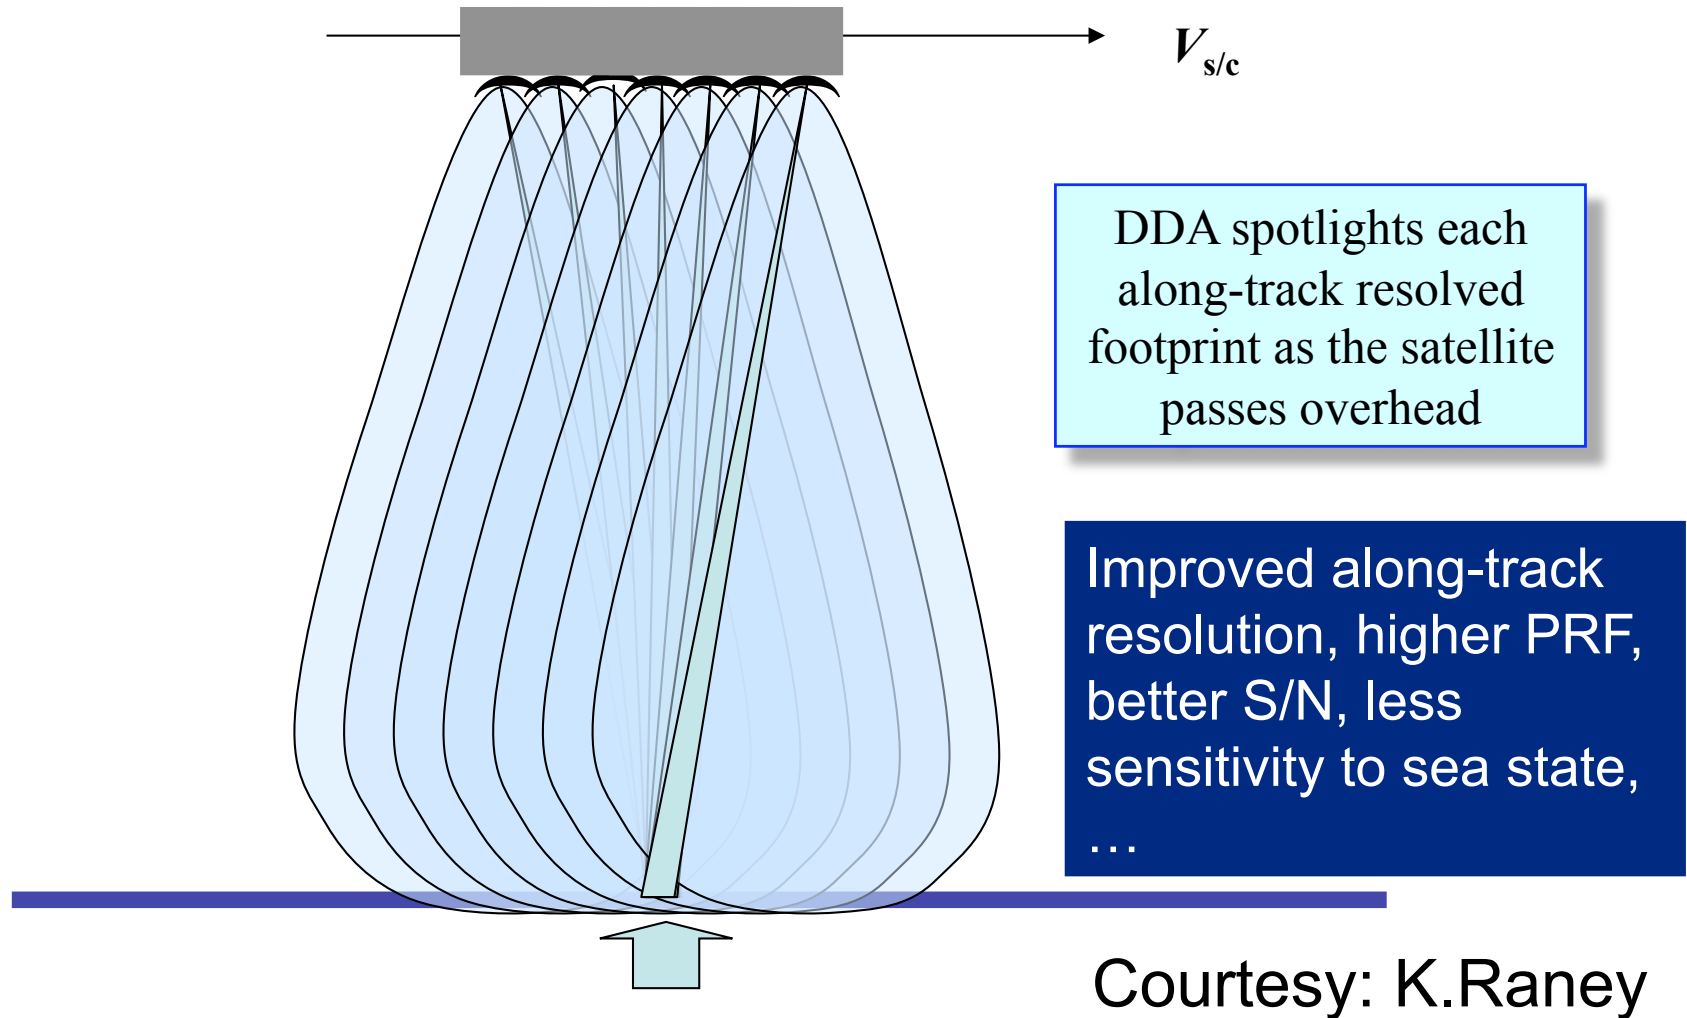 V s/c
DDA spotlights each
along-track resolved
footprint as the satellite
passes overhead
Improved along-track
resolution, higher PRF,
better S/N, less
sensitivity to sea state,
…
Courtesy: K.Raney